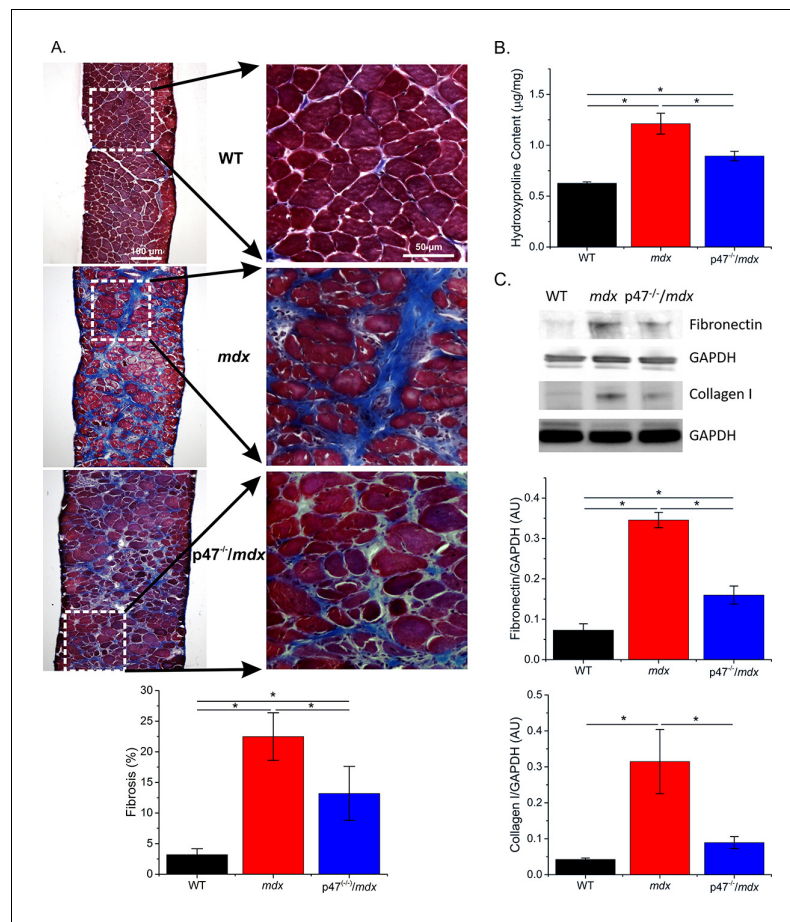 A.
WT
100 µm
50 µm
mdx
p47⁻/⁻/mdx
Fibrosis (%)
30
25
20
15
10
5
0
*
* *
WT mdx p47⁽⁻/⁻⁾/mdx
B.
Hydroxyproline Content (µg/mg)
1.5
1.0
0.5
0.0
*
* *
WT mdx p47⁻/⁻/mdx
C.
WT mdx p47⁻/⁻/mdx
Fibronectin
GAPDH
Collagen I
GAPDH
Fibronectin/GAPDH (AU)
0.4
0.3
0.2
0.1
0.0
*
* *
WT mdx p47⁻/⁻/mdx
Collagen I/GAPDH (AU)
0.4
0.3
0.2
0.1
0.0
* *
WT mdx p47⁻/⁻/mdx